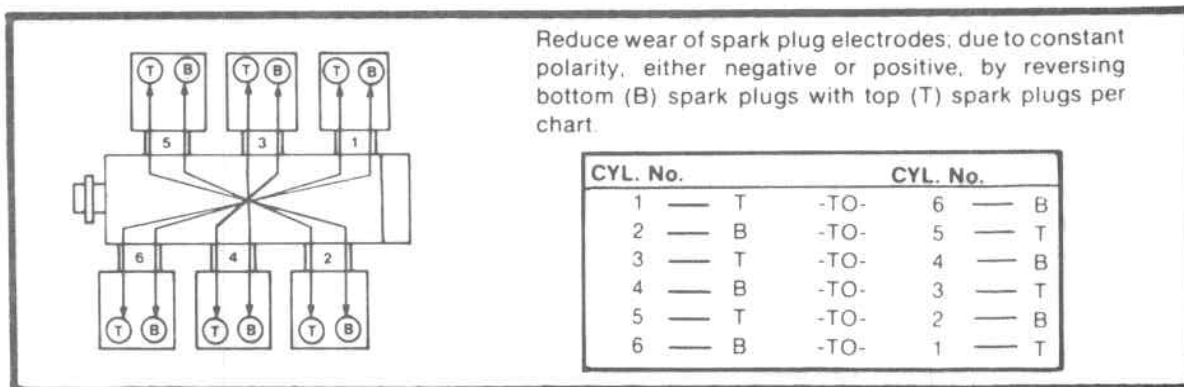 T B T B T B
5 3 1
6 4 2
T B T B T B
Reduce wear of spark plug electrodes; due to constant
polarity, either negative or positive, by reversing
bottom (B) spark plugs with top (T) spark plugs per
chart.
CYL. No. CYL. No.
1 — T -TO- 6 — B
2 — B -TO- 5 — T
3 — T -TO- 4 — B
4 — B -TO- 3 — T
5 — T -TO- 2 — B
6 — B -TO- 1 — T